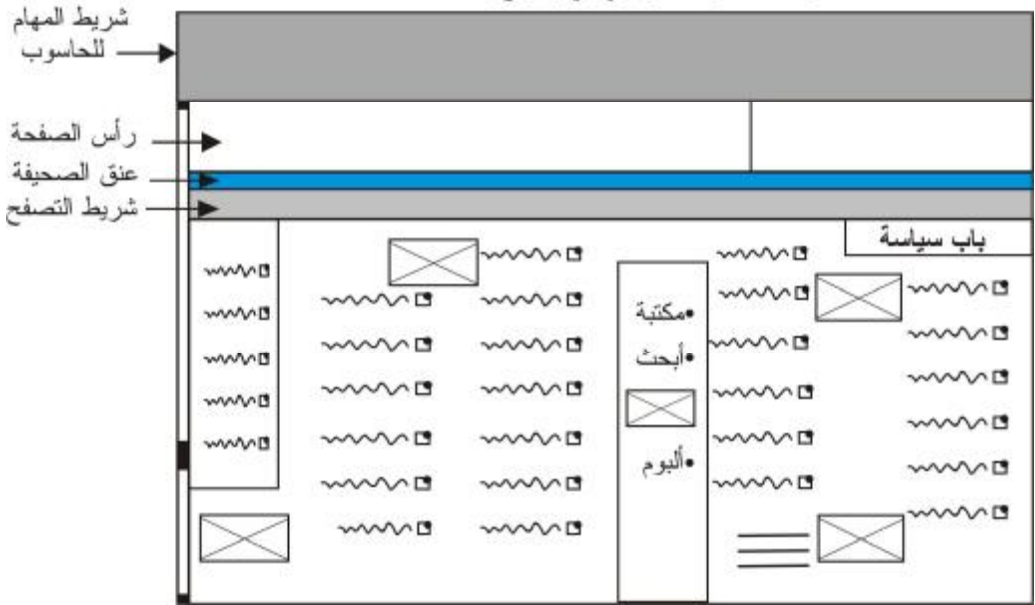 شريط المهام
للحاسوب
رأس الصفحة
عنق الصحيفة
شريط التصفح
باب سياسة
•مكتبة
•أبحث
•ألبوم